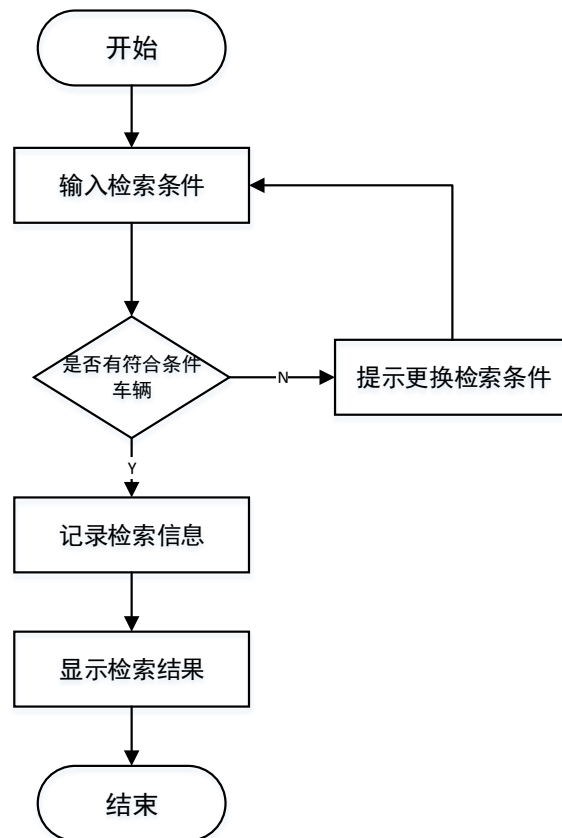 开始
输入检索条件
是否有符合条件
车辆
N
提示更换检索条件
Y
记录检索信息
显示检索结果
结束